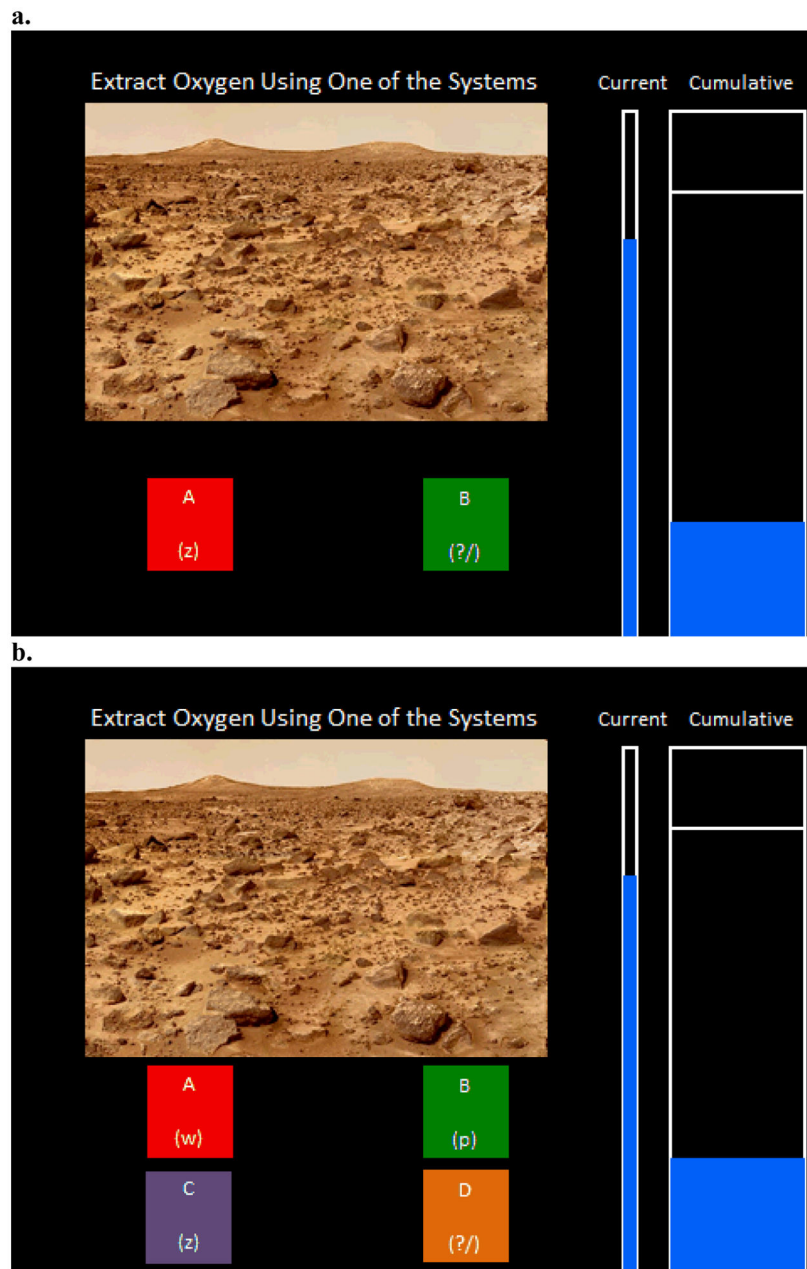 a.
Extract Oxygen Using One of the Systems Current Cumulative
A B
(z) (?/)
b.
Extract Oxygen Using One of the Systems Current Cumulative
A B
(w) (p)
C D
(z) (?/)